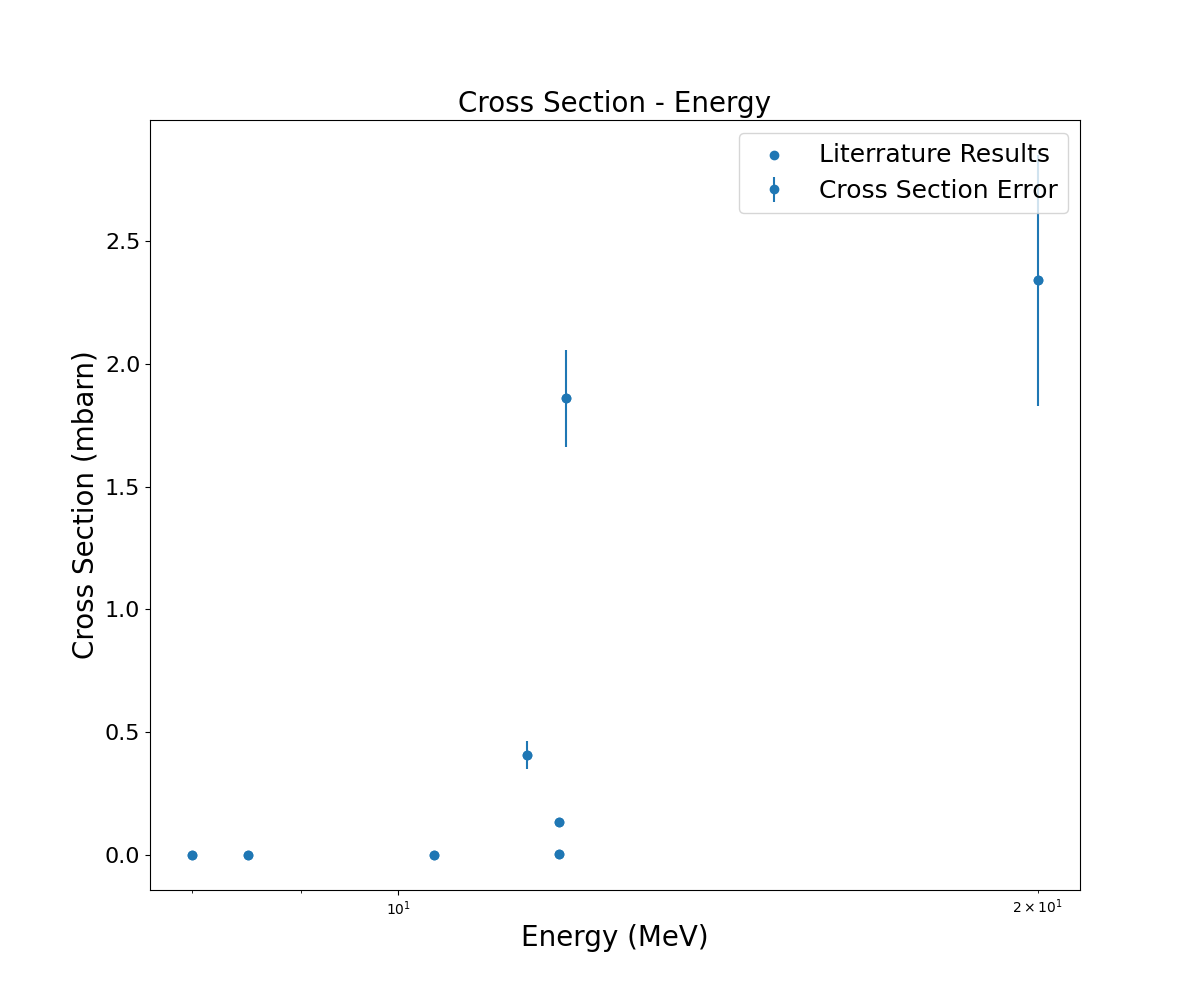 Cross Section - Energy
Literrature Results
Cross Section Error
Cross Section (mbarn)
2.5
2.0
1.5
1.0
0.5
0.0
10¹
2 × 10¹
Energy (MeV)